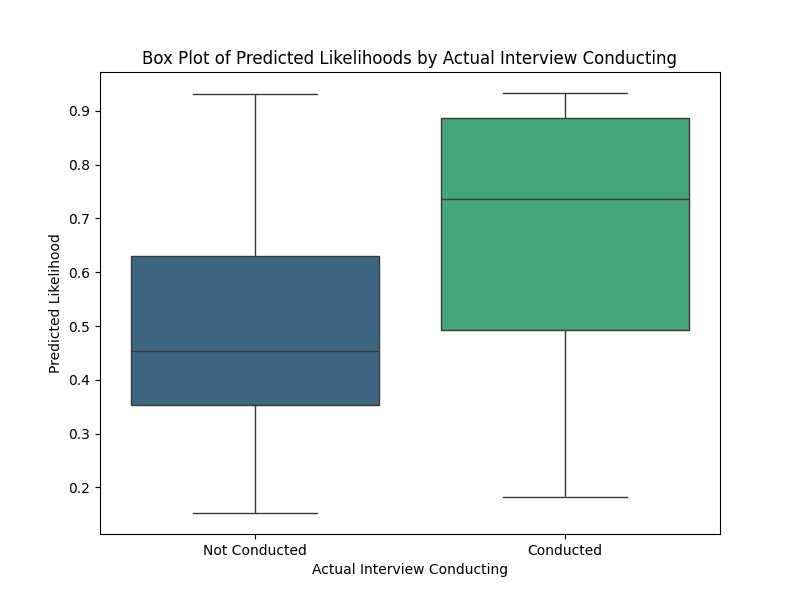 Box Plot of Predicted Likelihoods by Actual Interview Conducting
0.9
0.8
0.7
0.6
0.5
0.4
0.3
0.2
Predicted Likelihood
Not Conducted
Conducted
Actual Interview Conducting